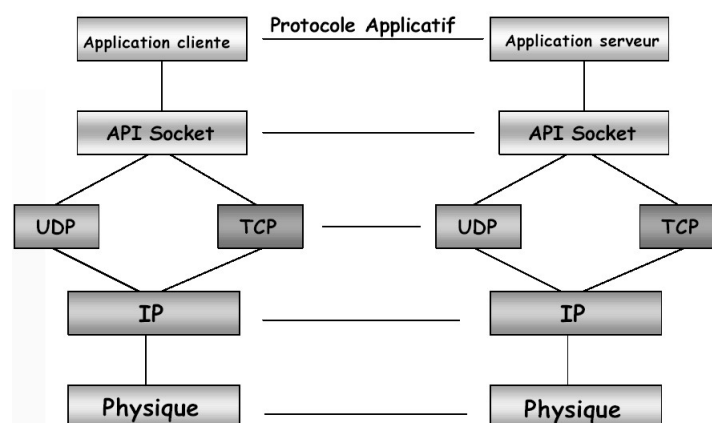 Protocole Applicatif
Application cliente
Application serveur
API Socket
API Socket
UDP
TCP
UDP
TCP
IP
IP
Physique
Physique